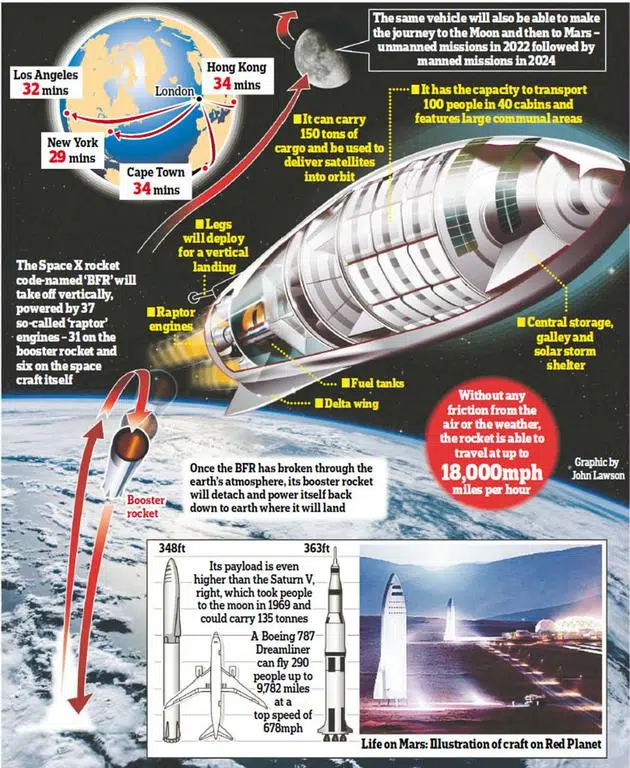 The same vehicle will also be able to make
the journey to the Moon and then to Mars –
unmanned missions in 2022 followed by
manned missions in 2024
Los Angeles
32 mins
London
Hong Kong
34 mins
New York
29 mins
Cape Town
34 mins
It has the capacity to transport
100 people in 40 cabins and
features large communal areas
It can carry
150 tons of
cargo and be used to
deliver satellites
into orbit
Legs
will deploy
for a vertical
landing
The Space X rocket
code-named 'BFR' will
take off vertically,
powered by 37
so-called 'raptor'
engines – 31 on the
booster rocket and
six on the space
craft itself
Raptor
engines
Central storage,
galley and
solar storm
shelter
Fuel tanks
Delta wing
Without any
friction from the
air or the weather,
the rocket is able to
travel at up to
18,000mph
miles per hour
Graphic by
John Lawson
Once the BFR has broken through the
earth's atmosphere, its booster rocket
will detach and power itself back
down to earth where it will land
Booster
rocket
348ft
363ft
Its payload is even
higher than the Saturn V,
right, which took people
to the moon in 1969 and
could carry 135 tonnes
A Boeing 787
Dreamliner
can fly 290
people up to
9,782 miles
at a
top speed of
678mph
Life on Mars: Illustration of craft on Red Planet